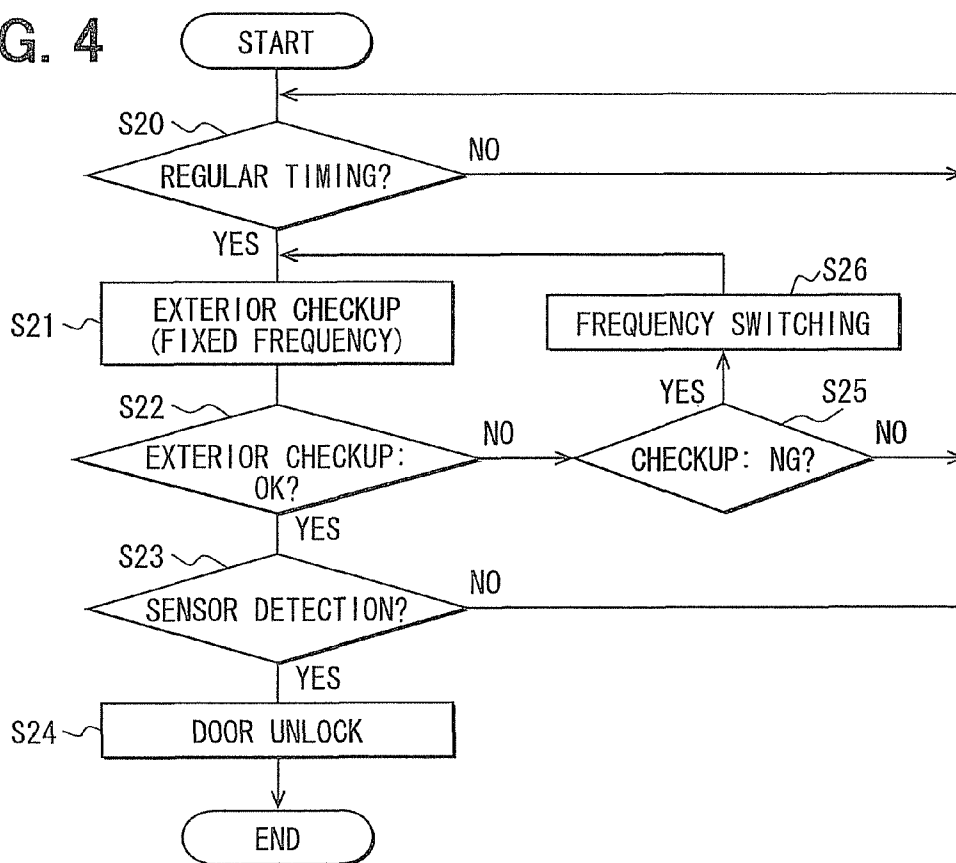 G. 4
START
S20
REGULAR TIMING?
NO
YES
S21
EXTERIOR CHECKUP
(FIXED FREQUENCY)
S26
FREQUENCY SWITCHING
S22
EXTERIOR CHECKUP:
OK?
NO
YES
S25
CHECKUP: NG?
NO
YES
S23
SENSOR DETECTION?
NO
YES
S24
DOOR UNLOCK
END